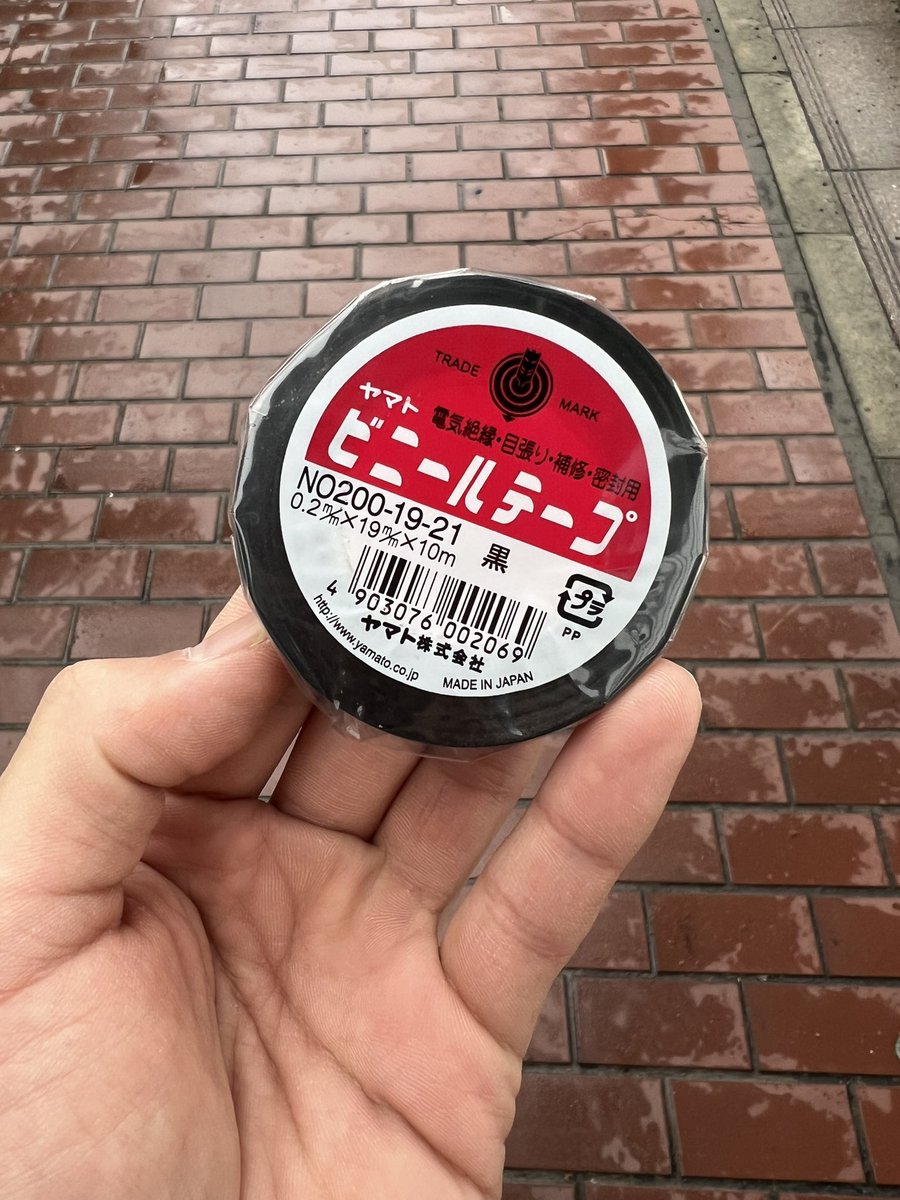 TRADE MARK
ヤマト
電気絶縁・目張り・補修・密封用
ビニールテープ
NO200-19-21
0.2m/m×19m/m×10m 黒
4 903076 002069
プラ
PP
ヤマト株式会社
http://www.yamato.co.jp
MADE IN JAPAN